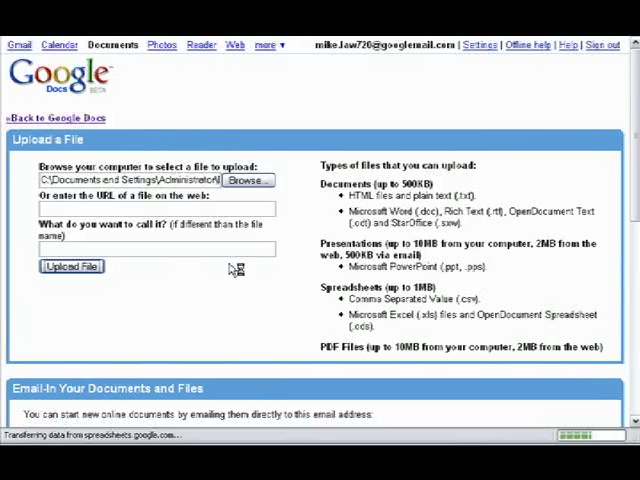 Gmail Calendar Documents Photos Reader Web more ▼ mike.law720@googlemail.com | Settings | Offline help | Help | Sign out
Google
Docs BETA
«Back to Google Docs
Upload a File
Browse your computer to select a file to upload:
C:\Documents and Settings\Administrator\ Browse...
Or enter the URL of a file on the web:
What do you want to call it? (if different than the file
name)
Upload File
Types of files that you can upload:
Documents (up to 500KB)
• HTML files and plain text (.txt).
• Microsoft Word (.doc), Rich Text (.rtf), OpenDocument Text
(.odt) and StarOffice (.sxw).
Presentations (up to 10MB from your computer, 2MB from the
web, 500KB via email)
• Microsoft PowerPoint (.ppt, .pps).
Spreadsheets (up to 1MB)
• Comma Separated Value (.csv).
• Microsoft Excel (.xls) files and OpenDocument Spreadsheet
(.ods).
PDF Files (up to 10MB from your computer, 2MB from the web)
Email-In Your Documents and Files
You can start new online documents by emailing them directly to this email address:
Transferring data from spreadsheets.google.com...